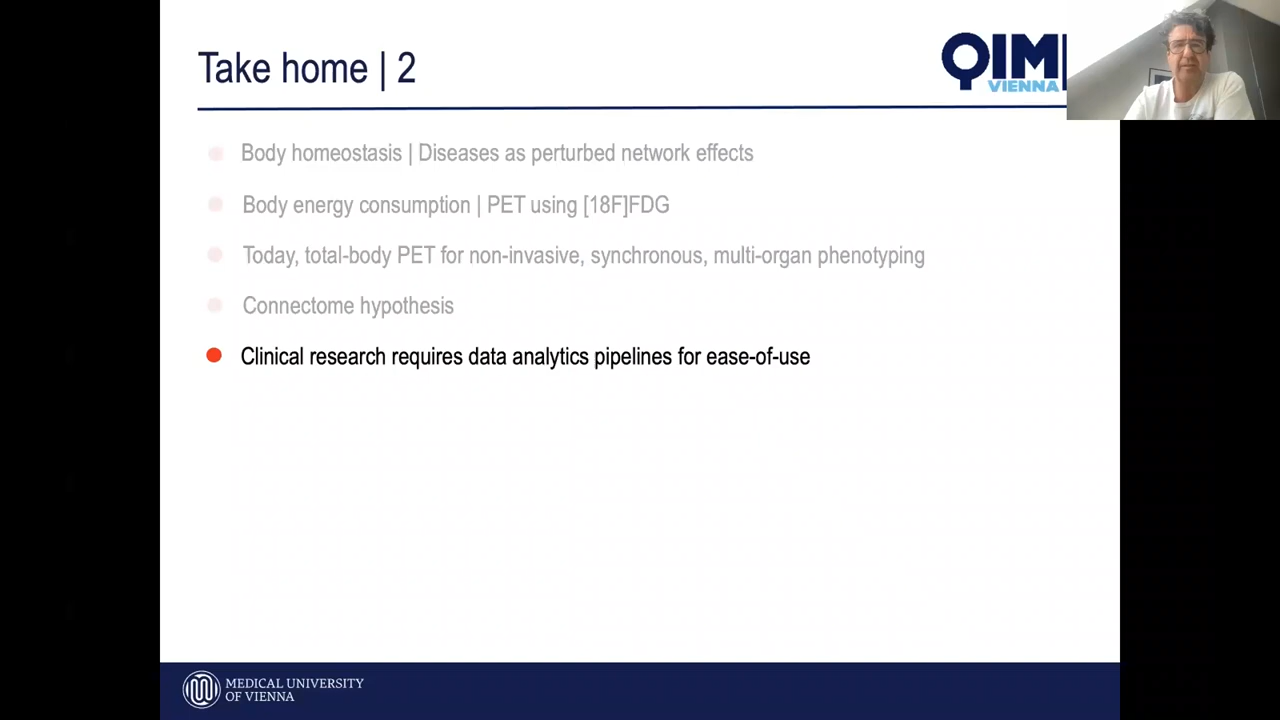 Take home | 2
QIM
VIENNA
Body homeostasis | Diseases as perturbed network effects
Body energy consumption | PET using [18F]FDG
Today, total-body PET for non-invasive, synchronous, multi-organ phenotyping
Connectome hypothesis
Clinical research requires data analytics pipelines for ease-of-use
MEDICAL UNIVERSITY
OF VIENNA